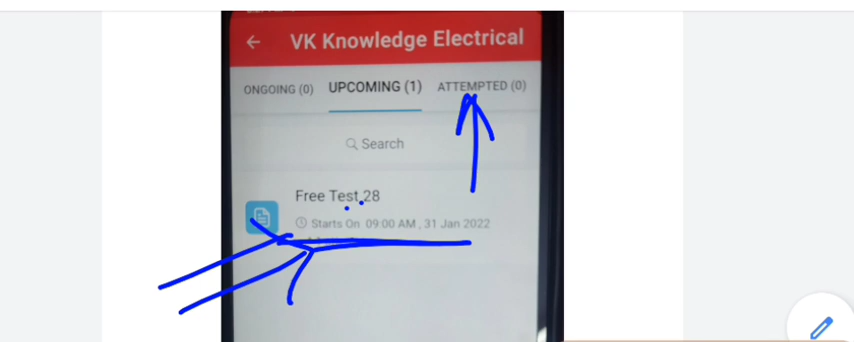 VK Knowledge Electrical
ONGOING (0) UPCOMING (1) ATTEMPTED (0)
Search
Free Test 28
Starts On 09:00 AM , 31 Jan 2022